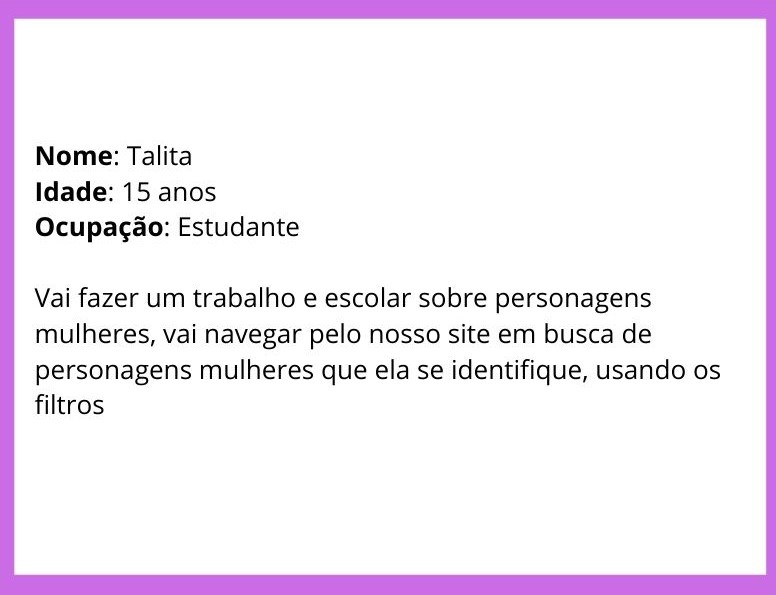 Nome: Talita
Idade: 15 anos
Ocupação: Estudante
Vai fazer um trabalho e escolar sobre personagens
mulheres, vai navegar pelo nosso site em busca de
personagens mulheres que ela se identifique, usando os
filtros